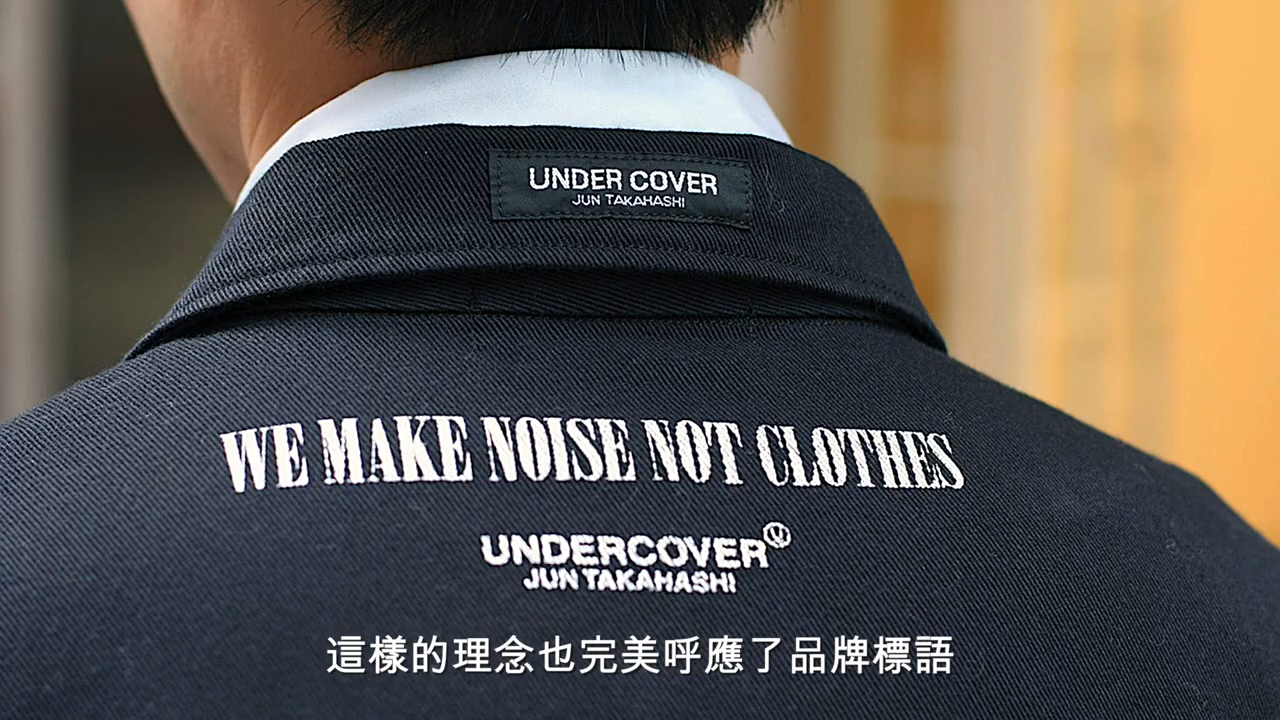 UNDER COVER
JUN TAKAHASHI
WE MAKE NOISE NOT CLOTHES
UNDERCOVER
JUN TAKAHASHI
這樣的理念也完美呼應了品牌標語